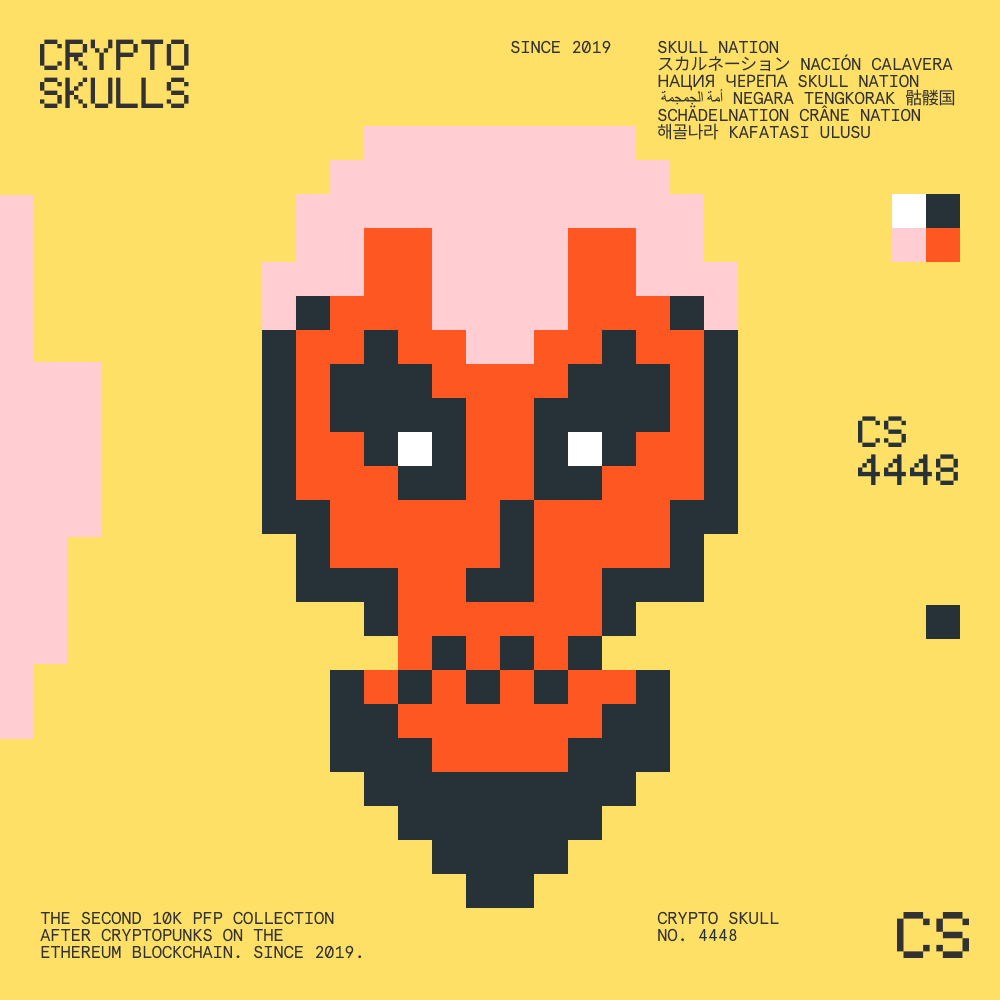 CRYPTO
SKULLS
SINCE 2019
SKULL NATION
スカルネーション NACIÓN CALAVERA
НАЦИЯ ЧЕРЕПА SKULL NATION
أمة الجمجمة NEGARA TENGKORAK 骷髅国
SCHÄDELNATION CRÂNE NATION
해골나라 KAFATASI ULUSU
CS
4448
THE SECOND 10K PFP COLLECTION
AFTER CRYPTOPUNKS ON THE
ETHEREUM BLOCKCHAIN. SINCE 2019.
CRYPTO SKULL
NO. 4448
CS